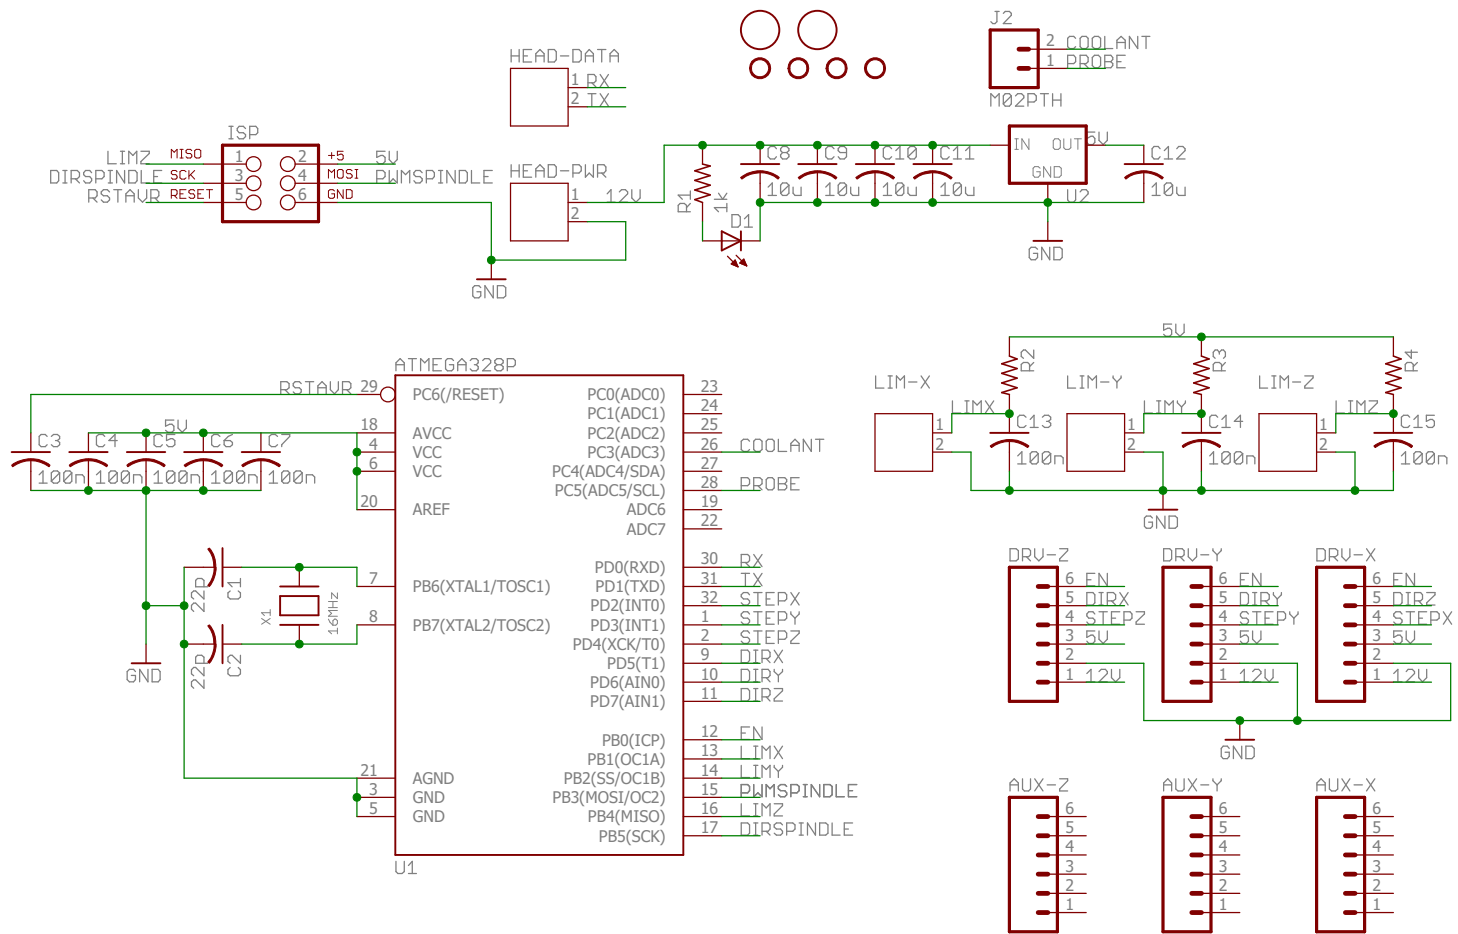 J2
2 COOLANT
1 PROBE
M02PTH
HEAD-DATA
1 RX
2 TX
ISP
LIMZ MISO 1 2 +5 5V
DIRSPINDLE SCK 3 4 MOSI PWMSPINDLE
RSTAVR RESET 5 6 GND
GND
HEAD-PWR
1 12V
2
R1
1k
D1
C8
10u
C9
10u
C10
10u
C11
10u
IN OUT
GND
U2
5V
C12
10u
GND
ATMEGA328P
RSTAVR 29 PC6(/RESET)
18 AVCC
4 VCC
6 VCC
20 AREF
7 PB6(XTAL1/TOSC1)
8 PB7(XTAL2/TOSC2)
21 AGND
3 GND
5 GND
PC0(ADC0) 23
PC1(ADC1) 24
PC2(ADC2) 25
PC3(ADC3) 26 COOLANT
PC4(ADC4/SDA) 27
PC5(ADC5/SCL) 28 PROBE
ADC6 19
ADC7 22
PD0(RXD) 30 RX
PD1(TXD) 31 TX
PD2(INT0) 32 STEPX
PD3(INT1) 1 STEPY
PD4(XCK/T0) 2 STEPZ
PD5(T1) 9 DIRX
PD6(AIN0) 10 DIRY
PD7(AIN1) 11 DIRZ
PB0(ICP) 12 EN
PB1(OC1A) 13 LIMX
PB2(SS/OC1B) 14 LIMY
PB3(MOSI/OC2) 15 PWMSPINDLE
PB4(MISO) 16 LIMZ
PB5(SCK) 17 DIRSPINDLE
U1
5V
C3
100n
C4
100n
C5
100n
C6
100n
C7
100n
22p
C1
22p
C2
X1
16MHz
GND
5V
R2
R3
R4
LIM-X
1 LIMX
2
C13
100n
LIM-Y
1 LIMY
2
C14
100n
LIM-Z
1 LIMZ
2
C15
100n
GND
DRV-Z
6 EN
5 DIRX
4 STEPZ
3 5V
2
1 12V
DRV-Y
6 EN
5 DIRY
4 STEPY
3 5V
2
1 12V
DRV-X
6 EN
5 DIRZ
4 STEPX
3 5V
2
1 12V
GND
AUX-Z
6
5
4
3
2
1
AUX-Y
6
5
4
3
2
1
AUX-X
6
5
4
3
2
1